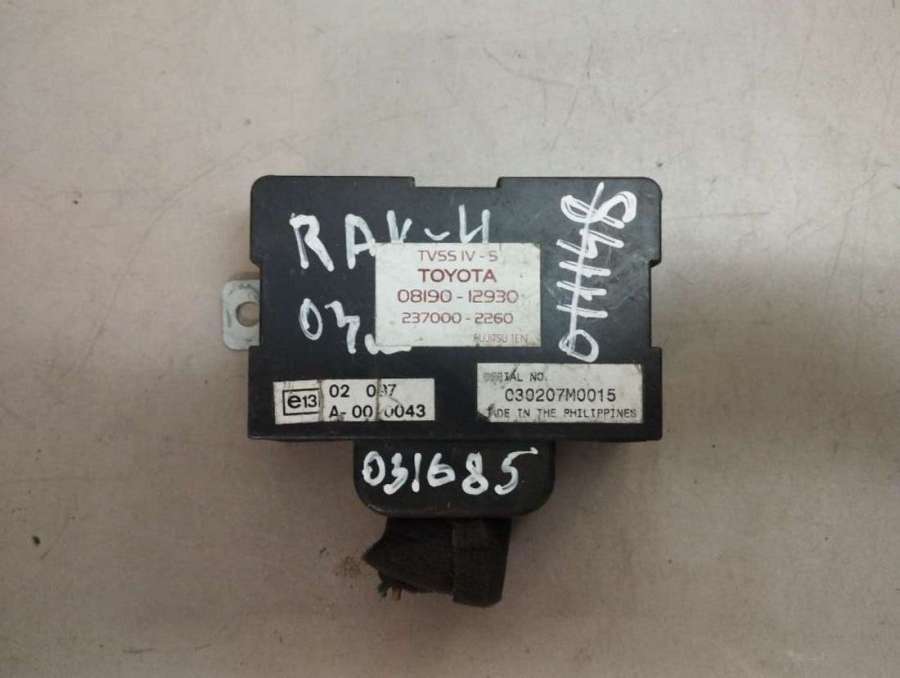 RAV-4
TVSS IV - S
TOYOTA
08190 - 12930
237000 - 2260
FUJITSU TEN
SERIAL NO.
030207M0015
MADE IN THE PHILIPPINES
e13
02 097
A-00 0043
031685